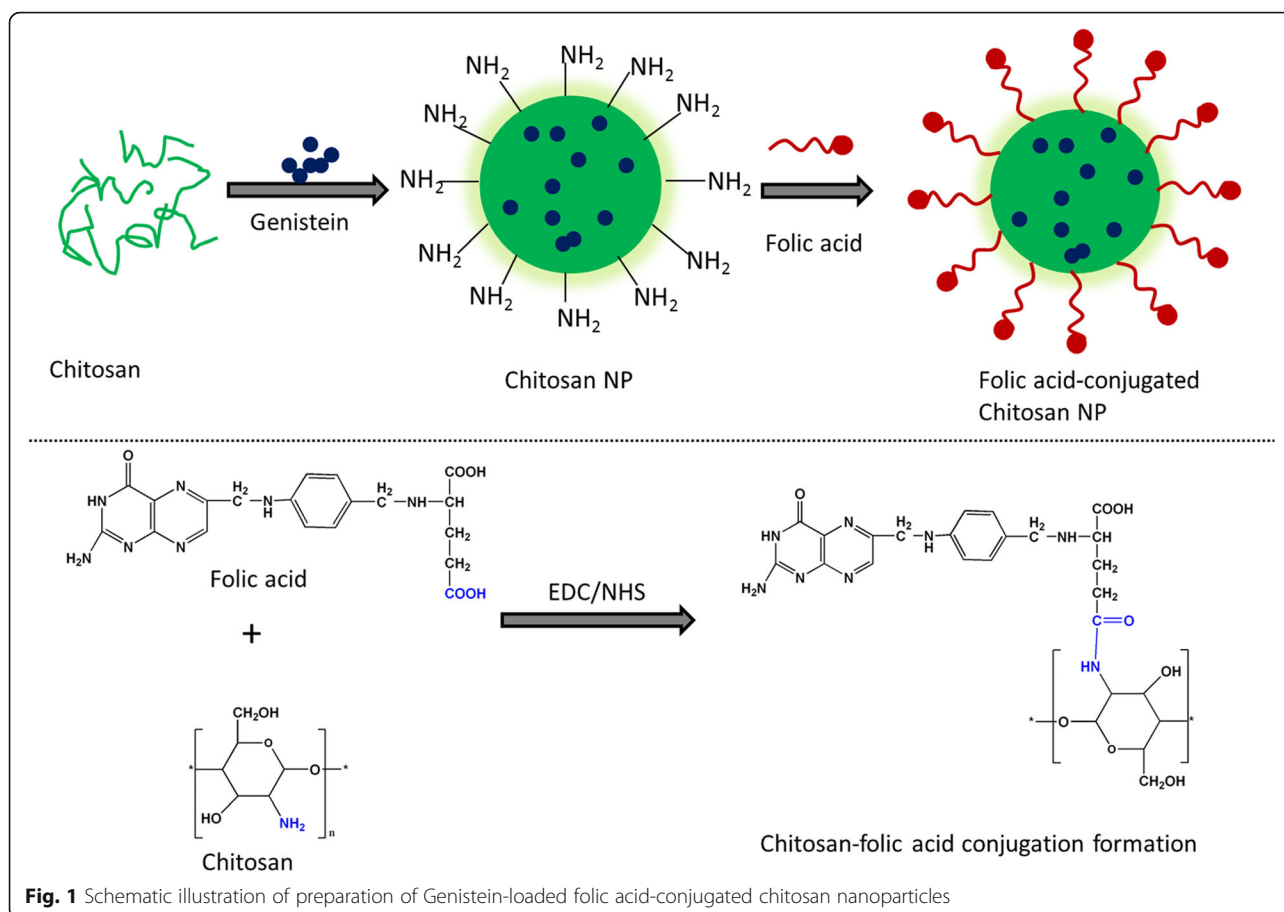 NH₂
NH₂
NH₂
NH₂
NH₂
NH₂
NH₂
NH₂
NH₂
NH₂
NH₂
NH₂
Genistein
Folic acid
Chitosan
Chitosan NP
Folic acid-conjugated
Chitosan NP
O
HN
H₂N
N
N
N
H₂
C
N
H
H₂
C
NH
COOH
CH
CH₂
CH₂
COOH
Folic acid
+
CH₂OH
O
O
*
*
HO
NH₂
n
Chitosan
EDC/NHS
O
HN
H₂N
N
N
N
H₂
C
N
H
H₂
C
NH
COOH
CH
CH₂
CH₂
C=O
HN
OH
*
O
O
*
CH₂OH
Chitosan-folic acid conjugation formation
Fig. 1 Schematic illustration of preparation of Genistein-loaded folic acid-conjugated chitosan nanoparticles